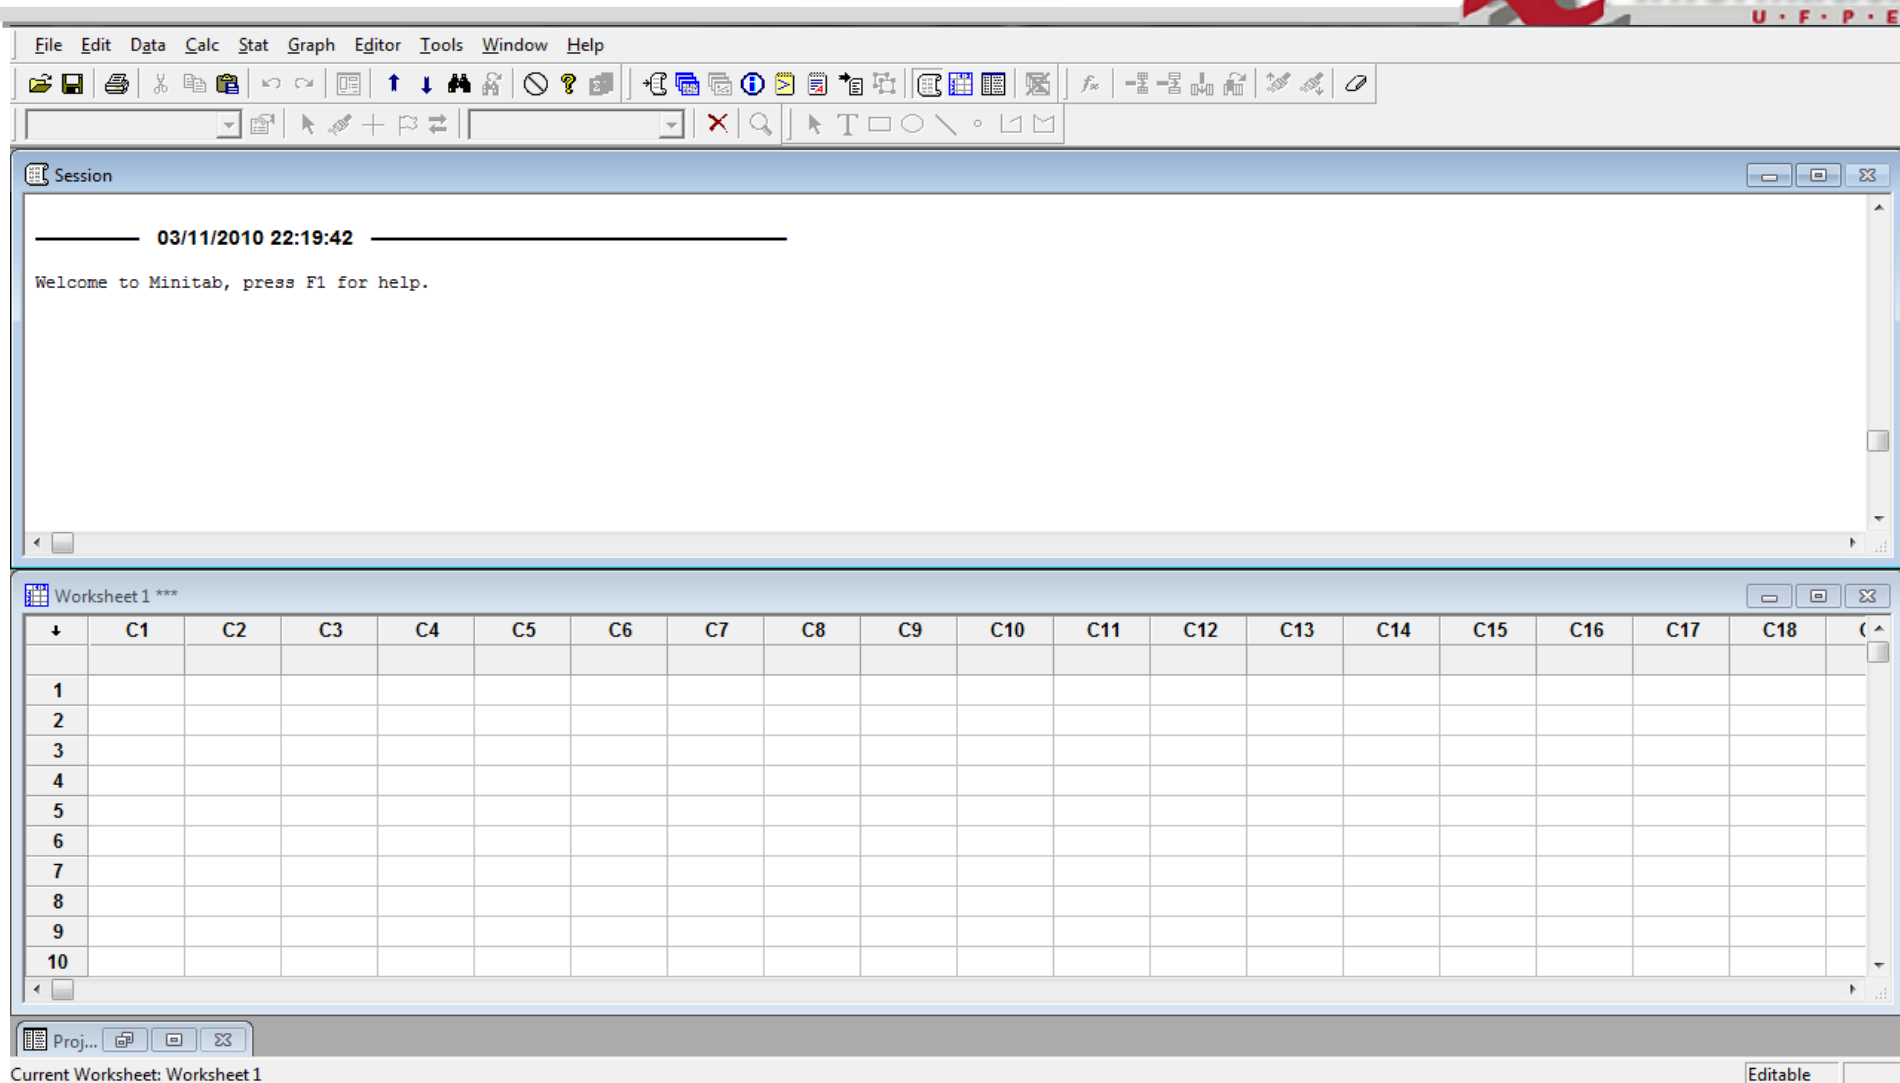 U · F · P · E
File Edit Data Calc Stat Graph Editor Tools Window Help
Session
03/11/2010 22:19:42
Welcome to Minitab, press F1 for help.
Worksheet 1 ***
C1 C2 C3 C4 C5 C6 C7 C8 C9 C10 C11 C12 C13 C14 C15 C16 C17 C18
1
2
3
4
5
6
7
8
9
10
Proj...
Current Worksheet: Worksheet 1 Editable